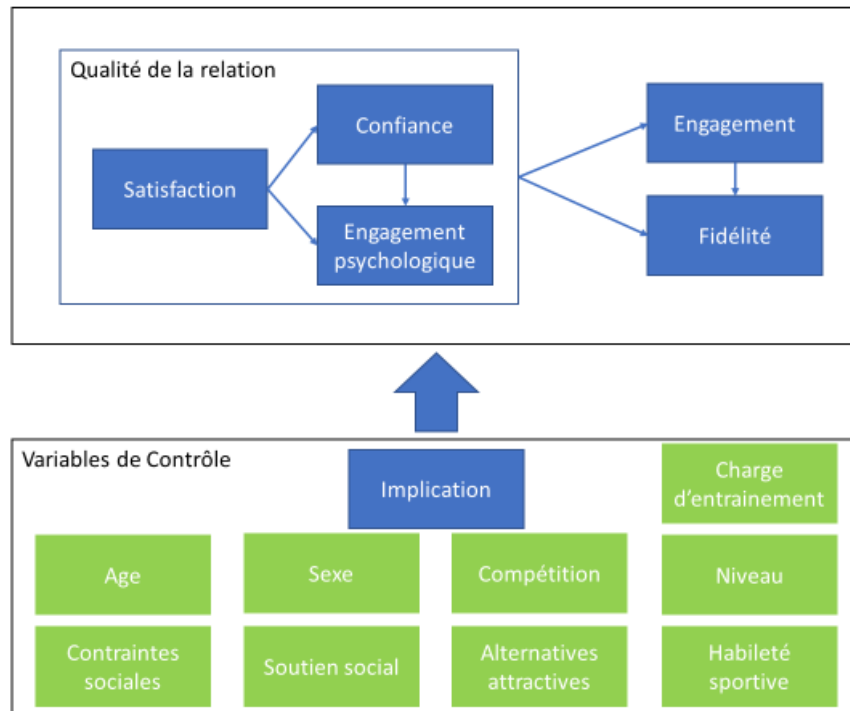 Qualité de la relation
Confiance
Engagement
Satisfaction
Engagement
psychologique
Fidélité
Variables de Contrôle
Implication
Charge
d'entrainement
Age
Sexe
Compétition
Niveau
Contraintes
sociales
Soutien social
Alternatives
attractives
Habileté
sportive